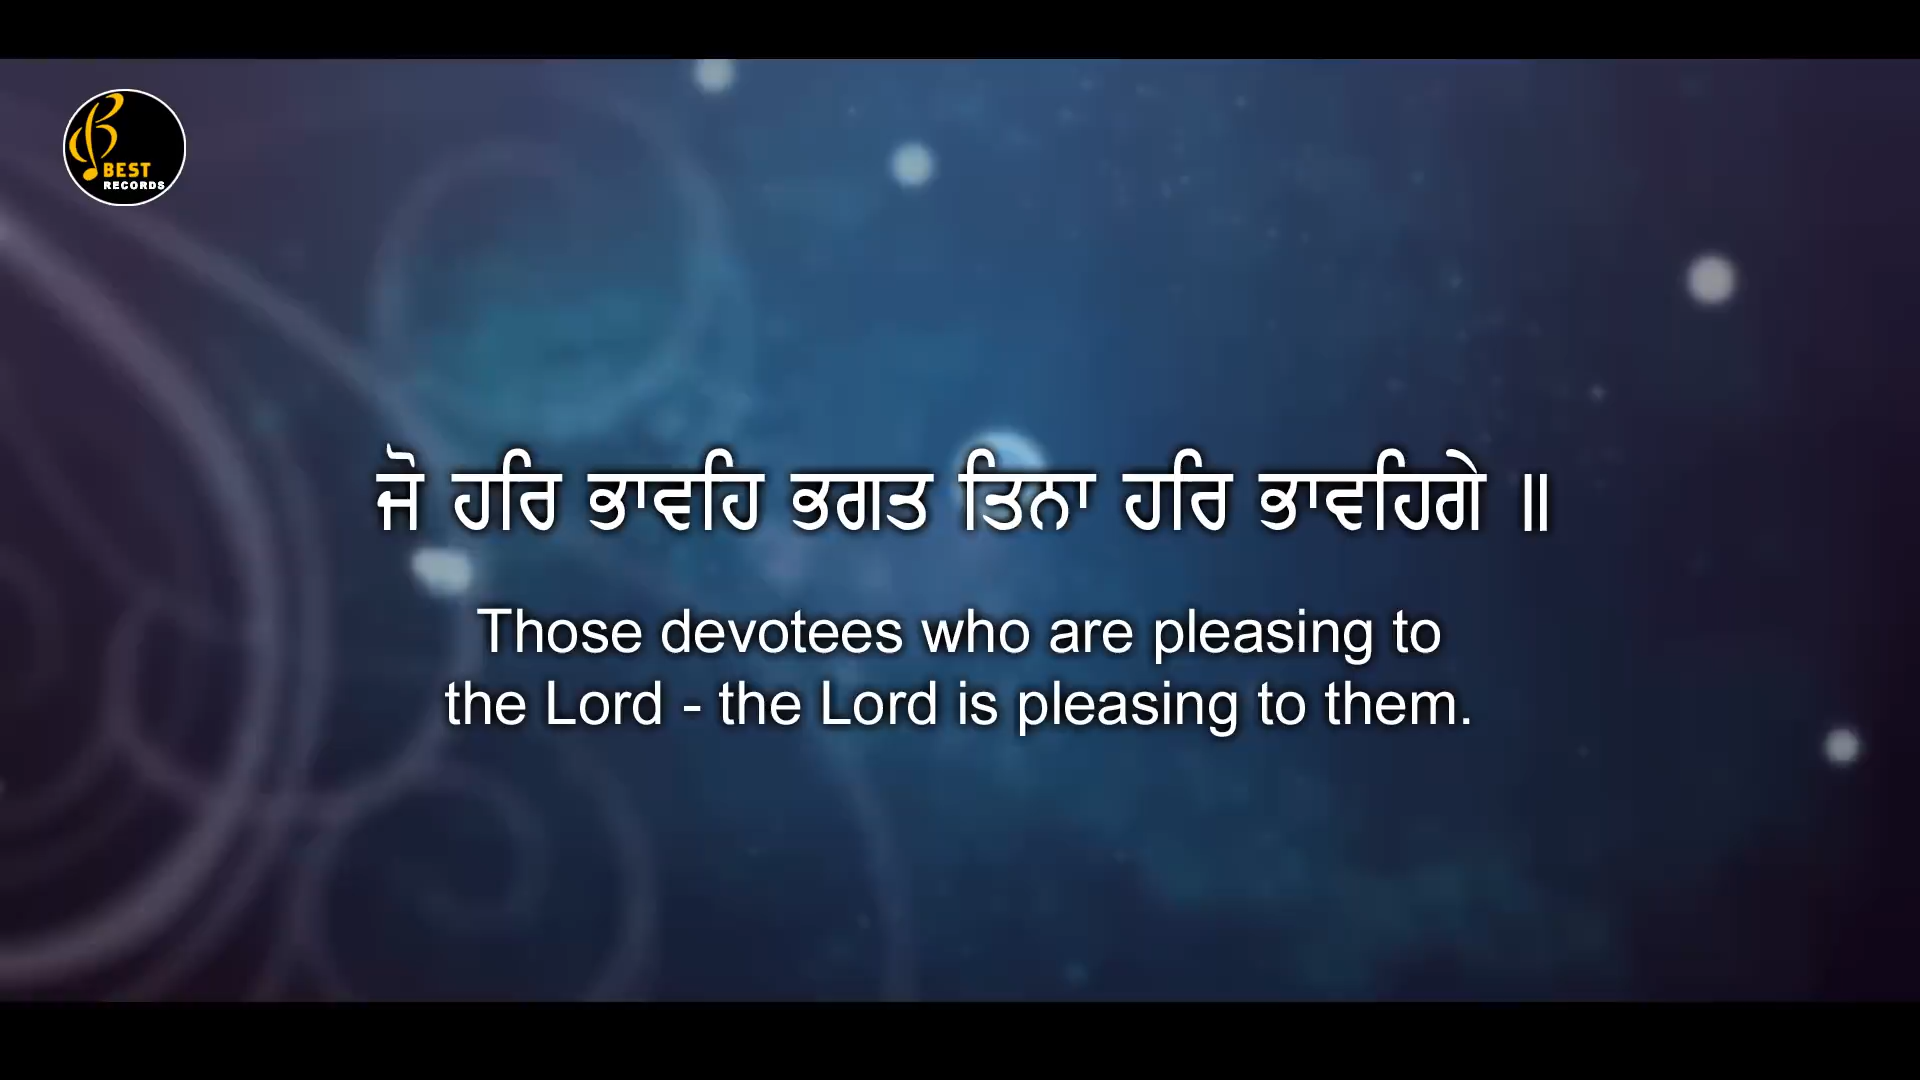 BEST
RECORDS
ਜੋ ਹਰਿ ਭਾਵਹਿ ਭਗਤ ਤਿਨਾ ਹਰਿ ਭਾਵਹਿਗੇ ॥
Those devotees who are pleasing to
the Lord - the Lord is pleasing to them.